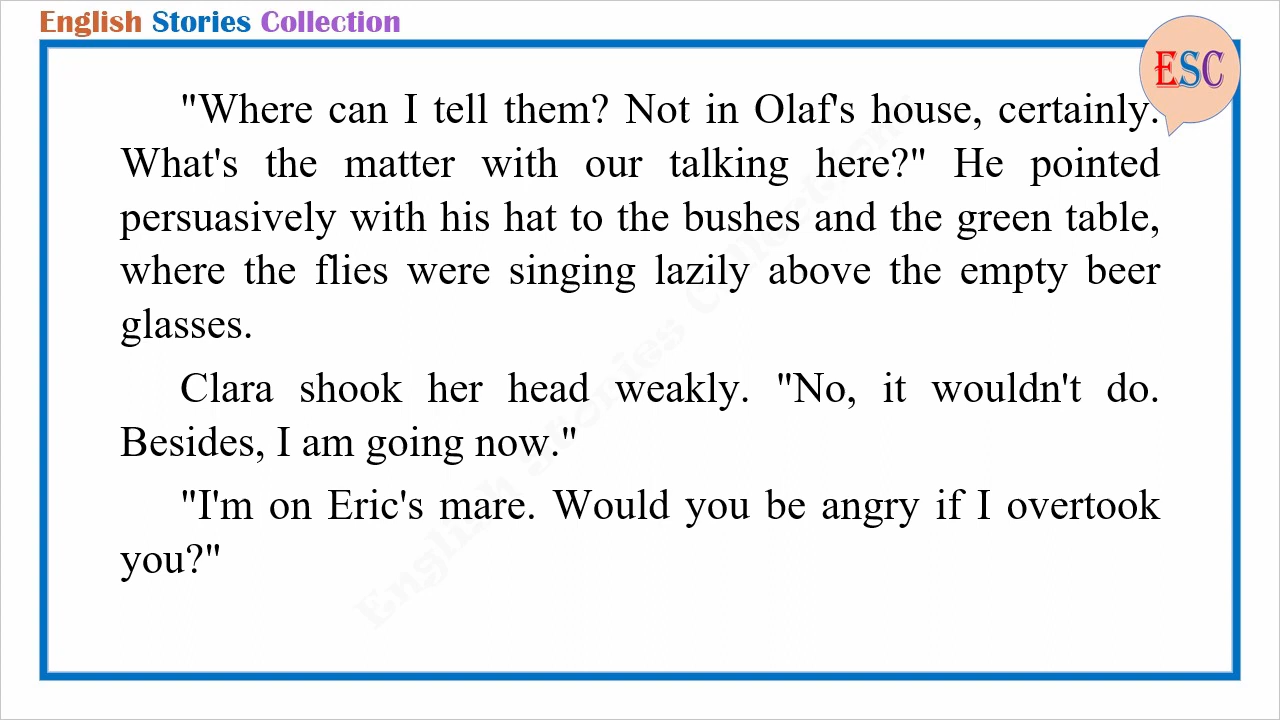 English Stories Collection
ESC
"Where can I tell them? Not in Olaf's house, certainly.
What's the matter with our talking here?" He pointed
persuasively with his hat to the bushes and the green table,
where the flies were singing lazily above the empty beer
glasses.
Clara shook her head weakly. "No, it wouldn't do.
Besides, I am going now."
"I'm on Eric's mare. Would you be angry if I overtook
you?"
English Stories Collection